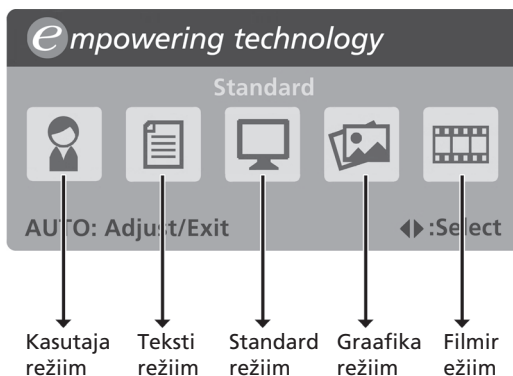 empowering technology
Standard
AUTO: Adjust/Exit
:Select
Kasutaja režiim
Teksti režiim
Standard režiim
Graafika režiim
Filmir ežiim